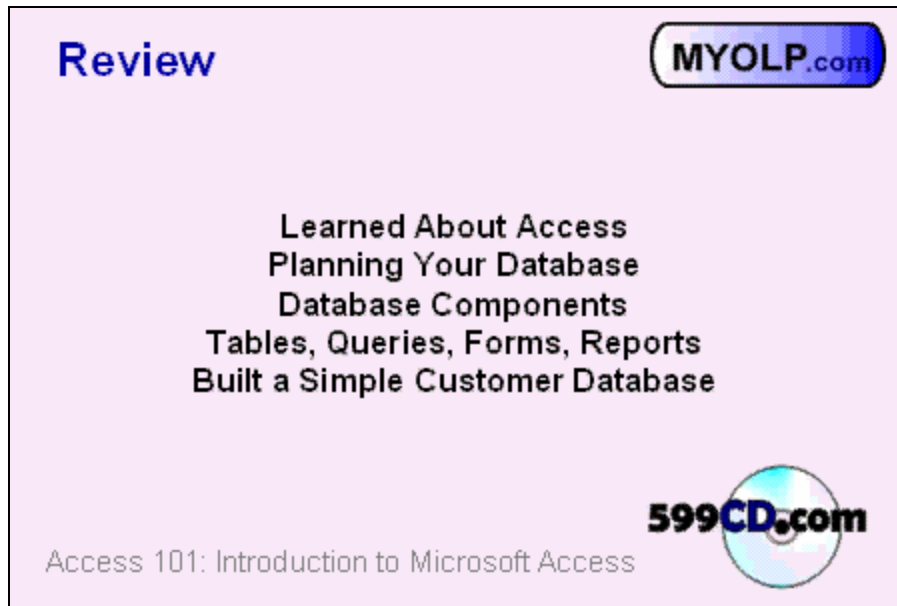 Review
MYOLP.com
Learned About Access
Planning Your Database
Database Components
Tables, Queries, Forms, Reports
Built a Simple Customer Database
599CD.com
Access 101: Introduction to Microsoft Access